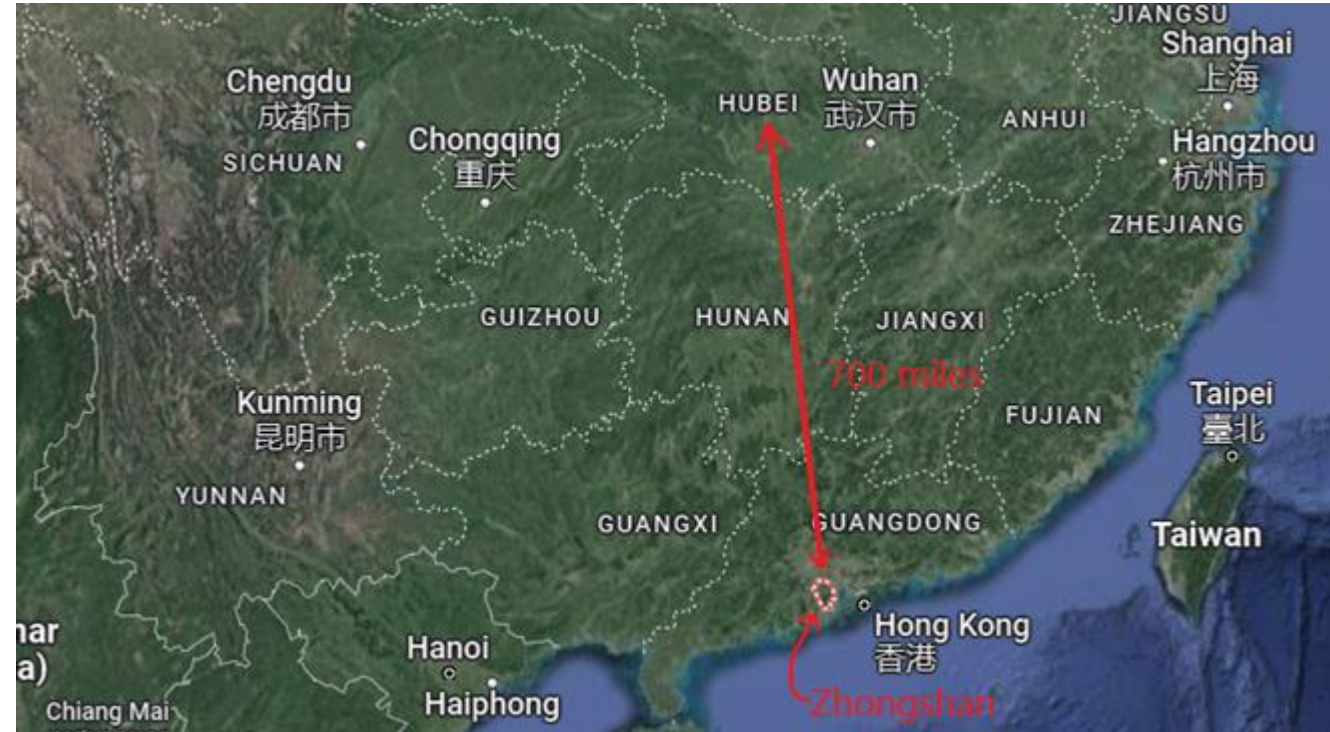 JIANGSU
Shanghai
上海
Chengdu
成都市
SICHUAN
Chongqing
重庆
HUBEI
Wuhan
武汉市
ANHUI
Hangzhou
杭州市
ZHEJIANG
GUIZHOU
HUNAN
JIANGXI
700 miles
Kunming
昆明市
YUNNAN
FUJIAN
Taipei
臺北
GUANGXI
GUANGDONG
Taiwan
nar
a)
Hanoi
Haiphong
Hong Kong
香港
Zhongshan
Chiang Mai